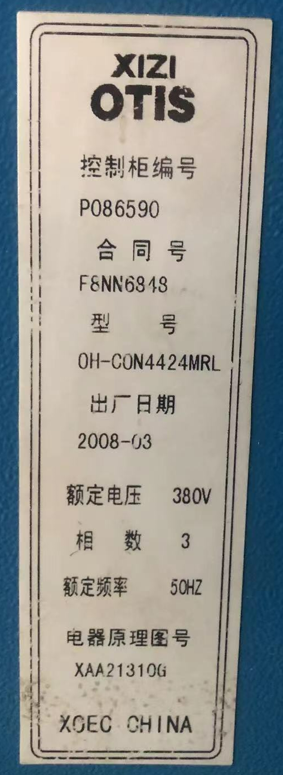 XIZI
OTIS
控制柜编号
P086590
合同号
F8NN6848
型 号
OH-CON4424MRL
出厂日期
2008-03
额定电压 380V
相 数 3
额定频率 50HZ
电器原理图号
XAA21310G
XOEC CHINA